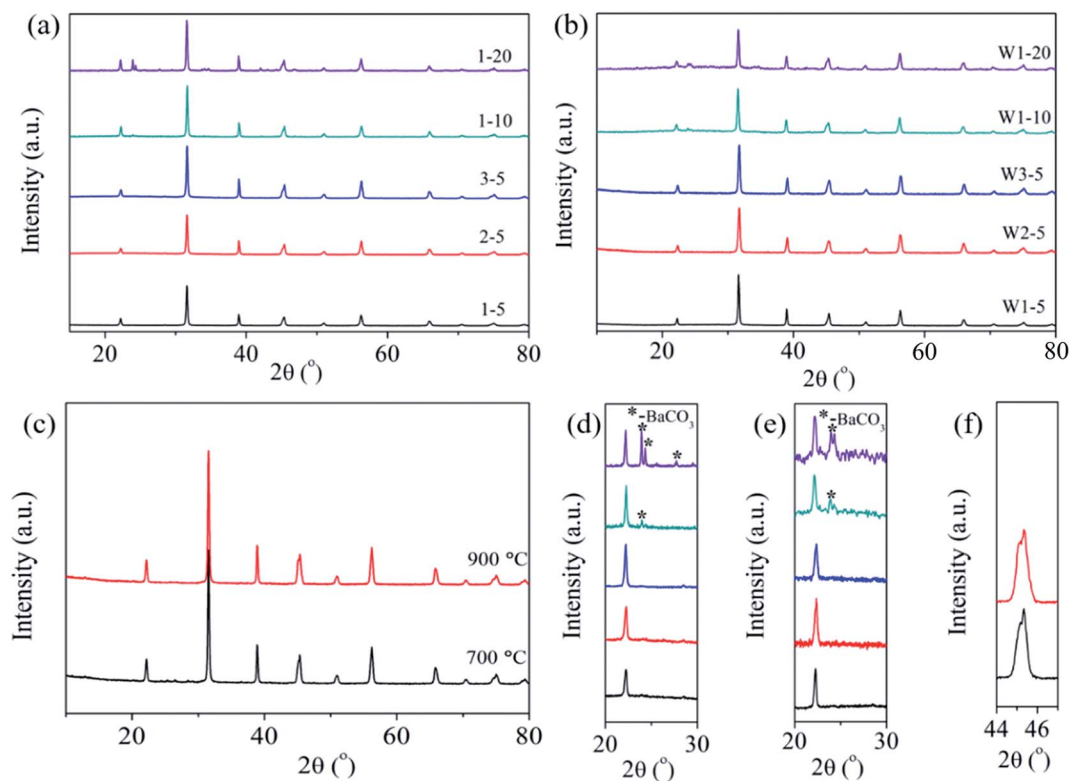 (a)
1-20
1-10
3-5
2-5
1-5
Intensity (a.u.)
20 40 60 80
2θ (°)
(b)
W1-20
W1-10
W3-5
W2-5
W1-5
Intensity (a.u.)
20 40 60 80
2θ (°)
(c)
900 °C
700 °C
Intensity (a.u.)
20 40 60 80
2θ (°)
(d)
*-BaCO₃
*
*
*
*
Intensity (a.u.)
20 30
2θ (°)
(e)
*-BaCO₃
*
*
Intensity (a.u.)
20 30
2θ (°)
(f)
Intensity (a.u.)
44 46
2θ (°)